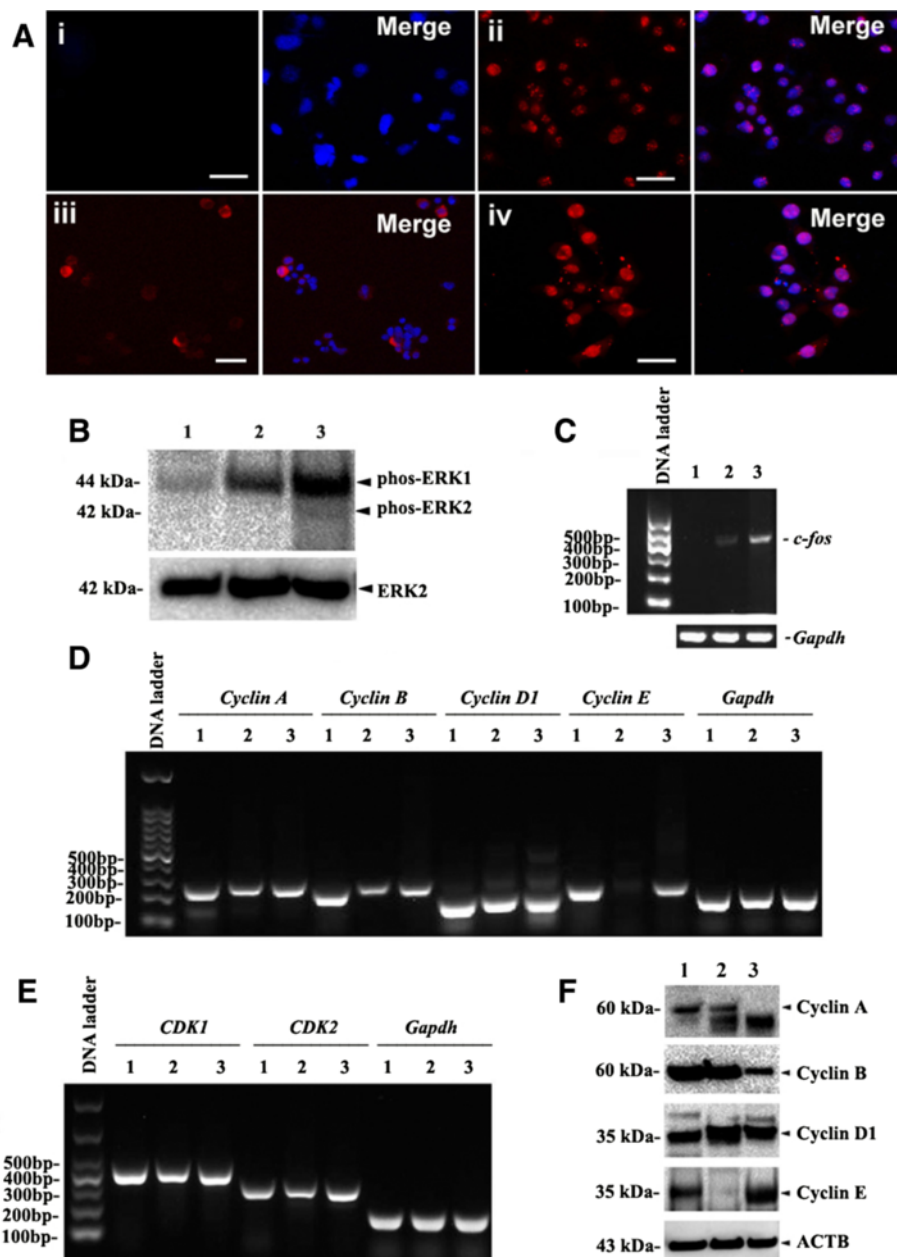 A
i
Merge
ii
Merge
iii
Merge
iv
Merge
B
1 2 3
44 kDa-
phos-ERK1
42 kDa-
phos-ERK2
42 kDa-
ERK2
C
DNA ladder
1 2 3
500bp-
400bp-
300bp-
200bp-
100bp-
- c-fos
-Gapdh
D
DNA ladder
Cyclin A Cyclin B Cyclin D1 Cyclin E Gapdh
1 2 3 1 2 3 1 2 3 1 2 3 1 2 3
500bp-
400bp-
300bp-
200bp-
100bp-
E
DNA ladder
CDK1 CDK2 Gapdh
1 2 3 1 2 3 1 2 3
500bp-
400bp-
300bp-
200bp-
100bp-
F
1 2 3
60 kDa-
Cyclin A
60 kDa-
Cyclin B
35 kDa-
Cyclin D1
35 kDa-
Cyclin E
43 kDa-
ACTB